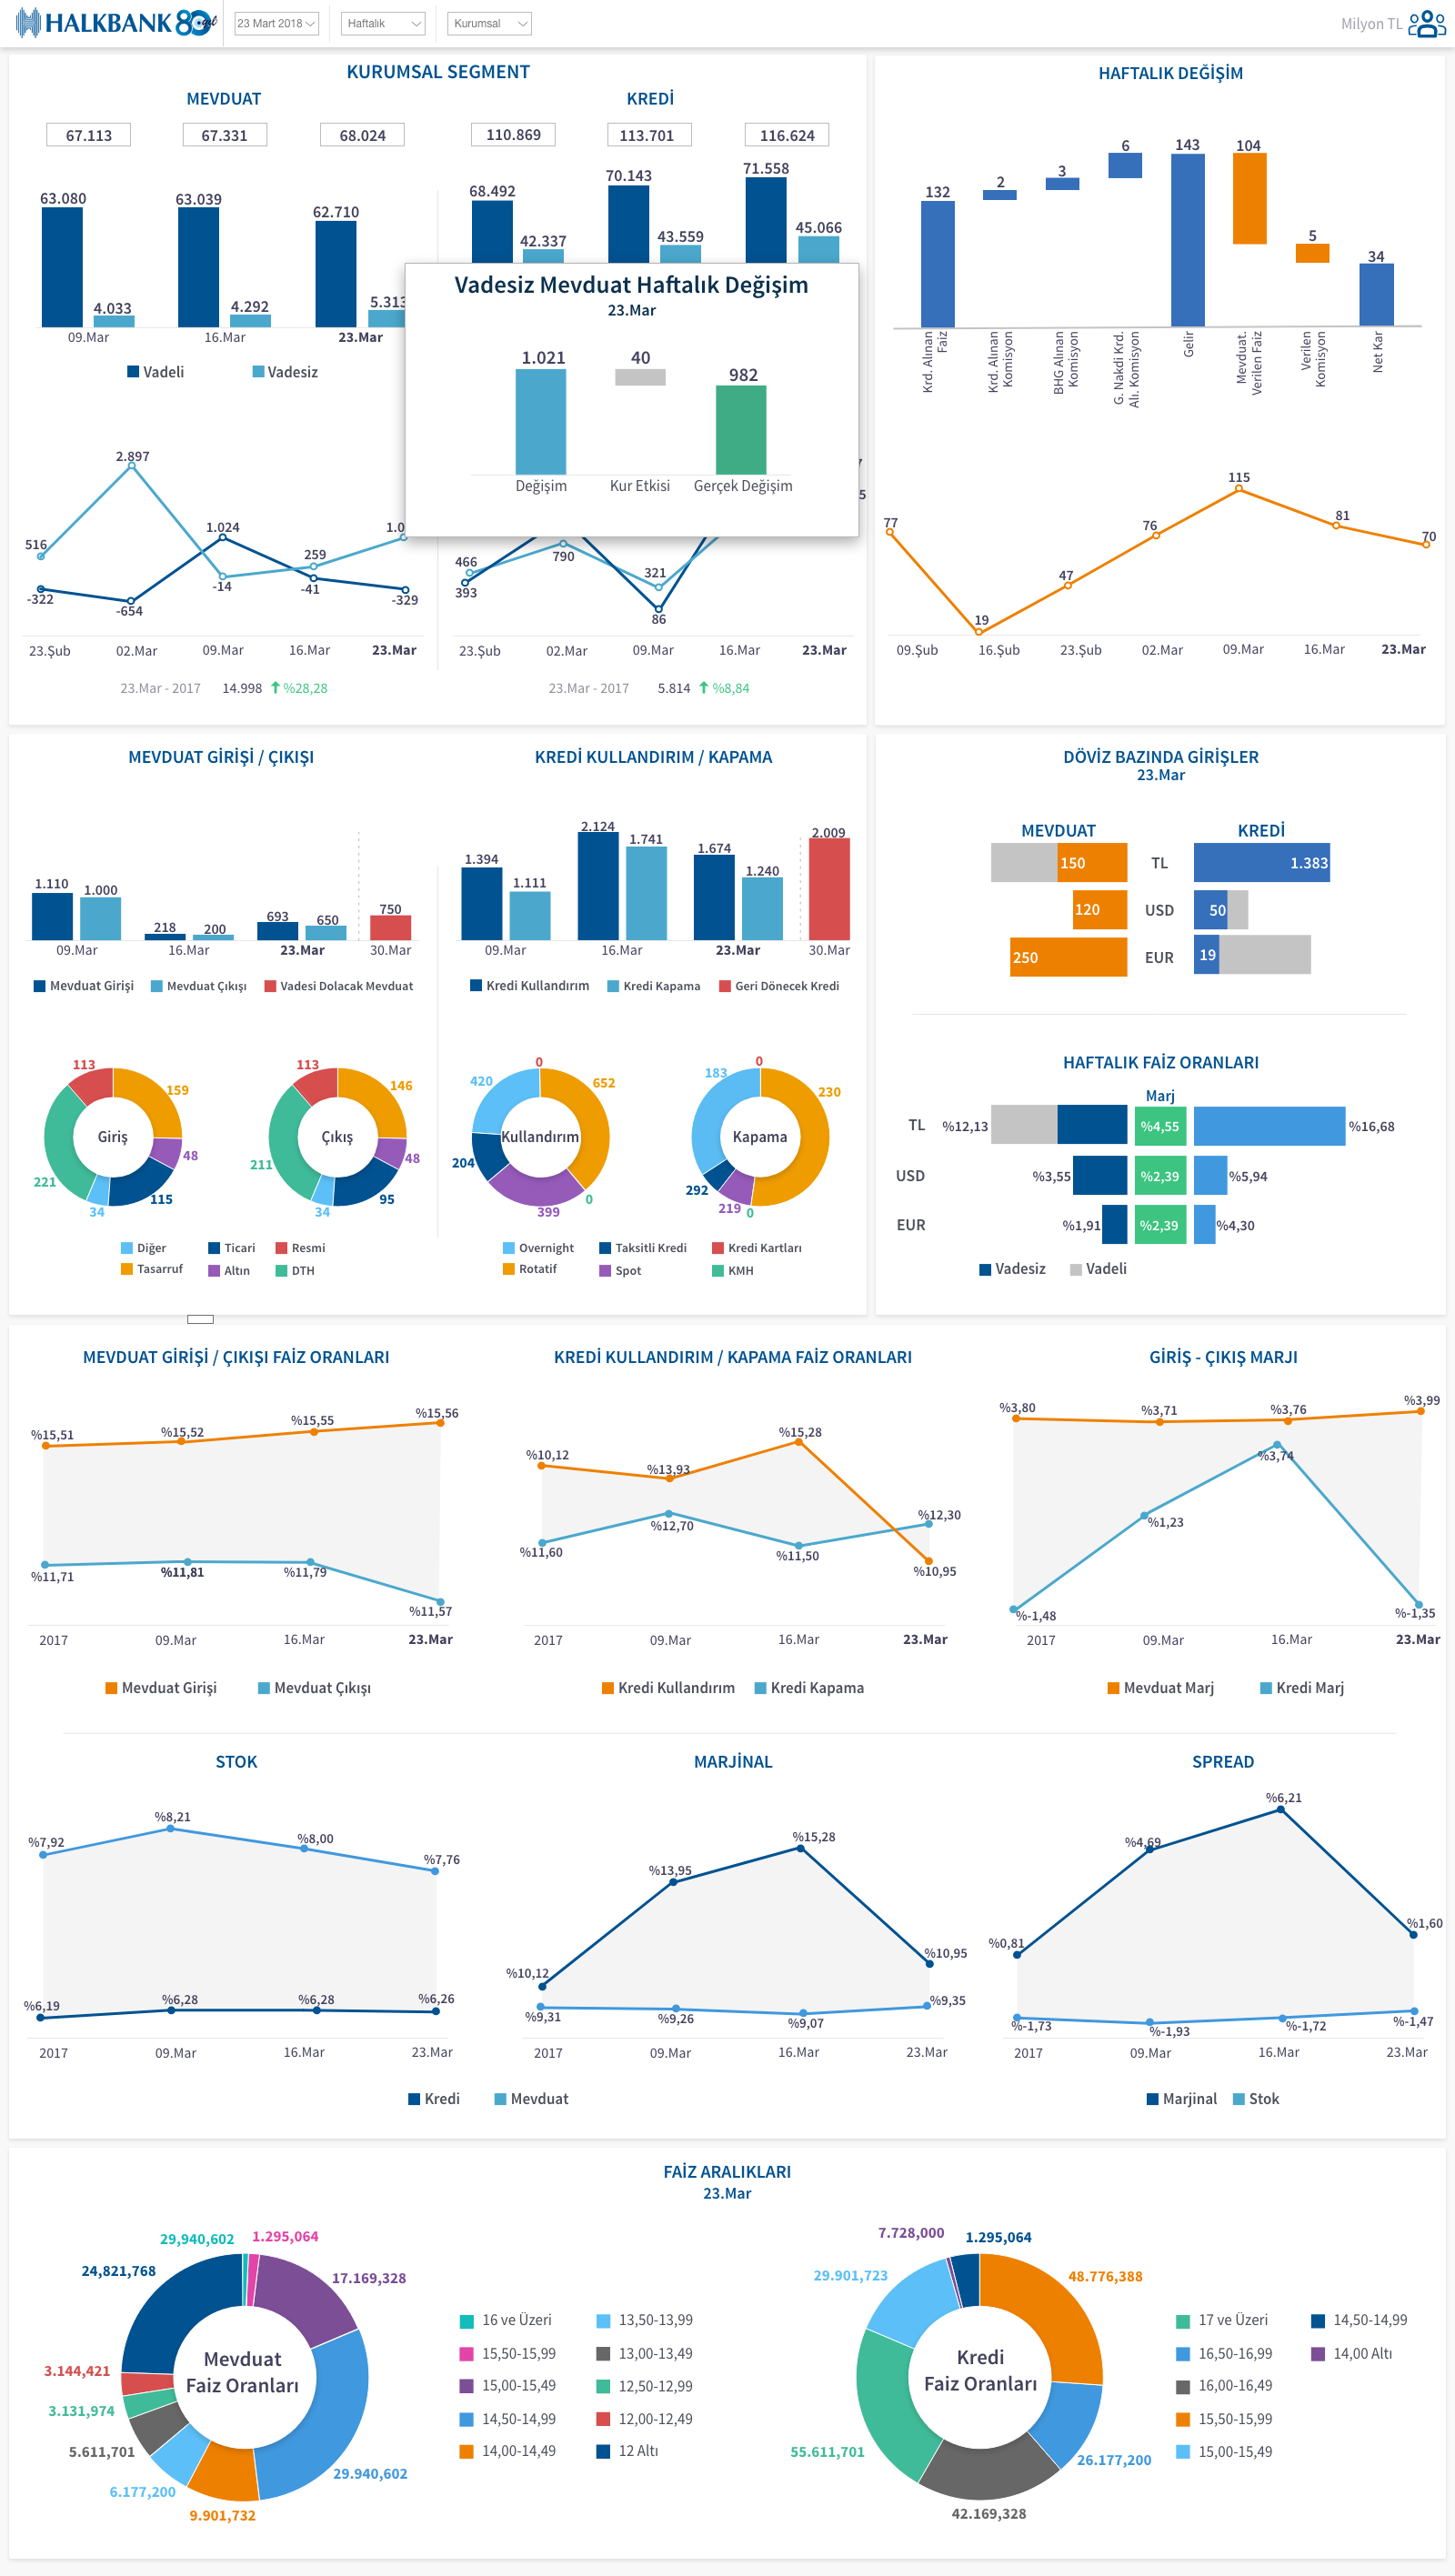 HALKBANK 80.yıl
23 Mart 2018
Haftalık
Kurumsal
Milyon TL
KURUMSAL SEGMENT
MEVDUAT
67.113 67.331 68.024
63.080 63.039 62.710
4.033 4.292 5.313
09.Mar 16.Mar 23.Mar
Vadeli Vadesiz
2.897
516 1.024 259 1.0
-322 -654 -14 -41 -329
23.Şub 02.Mar 09.Mar 16.Mar 23.Mar
23.Mar - 2017 14.998 %28,28
KREDİ
110.869 113.701 116.624
68.492 70.143 71.558
42.337 43.559 45.066
Vadesiz Mevduat Haftalık Değişim
23.Mar
1.021 40 982
Değişim Kur Etkisi Gerçek Değişim
7
5
466 790 321
393 86
23.Şub 02.Mar 09.Mar 16.Mar 23.Mar
23.Mar - 2017 5.814 %8,84
HAFTALIK DEĞİŞİM
132 2 3 6 143 104 5 34
Krd. Alınan
Faiz
Krd. Alınan
Komisyon
BHG Alınan
Komisyon
G. Nakdi Krd.
Alı. Komisyon
Gelir
Mevduat.
Verilen Faiz
Verilen
Komisyon
Net Kar
77 19 47 76 115 81 70
09.Şub 16.Şub 23.Şub 02.Mar 09.Mar 16.Mar 23.Mar
MEVDUAT GİRİŞİ / ÇIKIŞI
1.110 1.000 218 200 693 650 750
09.Mar 16.Mar 23.Mar 30.Mar
Mevduat Girişi Mevduat Çıkışı Vadesi Dolacak Mevduat
Giriş
113 159 48 115 34 221
Çıkış
113 146 48 95 34 211
Diğer Ticari Resmi
Tasarruf Altın DTH
KREDİ KULLANDIRIM / KAPAMA
1.394 1.111 2.124 1.741 1.674 1.240 2.009
09.Mar 16.Mar 23.Mar 30.Mar
Kredi Kullandırım Kredi Kapama Geri Dönecek Kredi
Kullandırım
0 652 0 399 204 420
Kapama
0 230 0 219 292 183
Overnight Taksitli Kredi Kredi Kartları
Rotatif Spot KMH
DÖVİZ BAZINDA GİRİŞLER
23.Mar
MEVDUAT KREDİ
150 TL 1.383
120 USD 50
250 EUR 19
HAFTALIK FAİZ ORANLARI
Marj
TL %12,13 %4,55 %16,68
USD %3,55 %2,39 %5,94
EUR %1,91 %2,39 %4,30
Vadesiz Vadeli
MEVDUAT GİRİŞİ / ÇIKIŞI FAİZ ORANLARI
%15,51 %15,52 %15,55 %15,56
%11,71 %11,81 %11,79 %11,57
2017 09.Mar 16.Mar 23.Mar
Mevduat Girişi Mevduat Çıkışı
KREDİ KULLANDIRIM / KAPAMA FAİZ ORANLARI
%10,12 %13,93 %15,28 %12,30
%11,60 %12,70 %11,50 %10,95
2017 09.Mar 16.Mar 23.Mar
Kredi Kullandırım Kredi Kapama
GİRİŞ - ÇIKIŞ MARJI
%3,80 %3,71 %3,76 %3,99
%-1,48 %1,23 %3,74 %-1,35
2017 09.Mar 16.Mar 23.Mar
Mevduat Marj Kredi Marj
STOK
%7,92 %8,21 %8,00 %7,76
%6,19 %6,28 %6,28 %6,26
2017 09.Mar 16.Mar 23.Mar
MARJİNAL
%10,12 %13,95 %15,28 %10,95
%9,31 %9,26 %9,07 %9,35
2017 09.Mar 16.Mar 23.Mar
Kredi Mevduat
SPREAD
%0,81 %4,69 %6,21 %1,60
%-1,73 %-1,93 %-1,72 %-1,47
2017 09.Mar 16.Mar 23.Mar
Marjinal Stok
FAİZ ARALIKLARI
23.Mar
Mevduat
Faiz Oranları
29,940,602 1.295,064
24,821,768 17.169,328
3.144,421
3.131,974
5.611,701
6.177,200 29.940,602
9.901,732
16 ve Üzeri 13,50-13,99
15,50-15,99 13,00-13,49
15,00-15,49 12,50-12,99
14,50-14,99 12,00-12,49
14,00-14,49 12 Altı
Kredi
Faiz Oranları
7.728,000 1.295,064
29.901,723 48.776,388
55.611,701 26.177,200
42.169,328
17 ve Üzeri 14,50-14,99
16,50-16,99 14,00 Altı
16,00-16,49
15,50-15,99
15,00-15,49